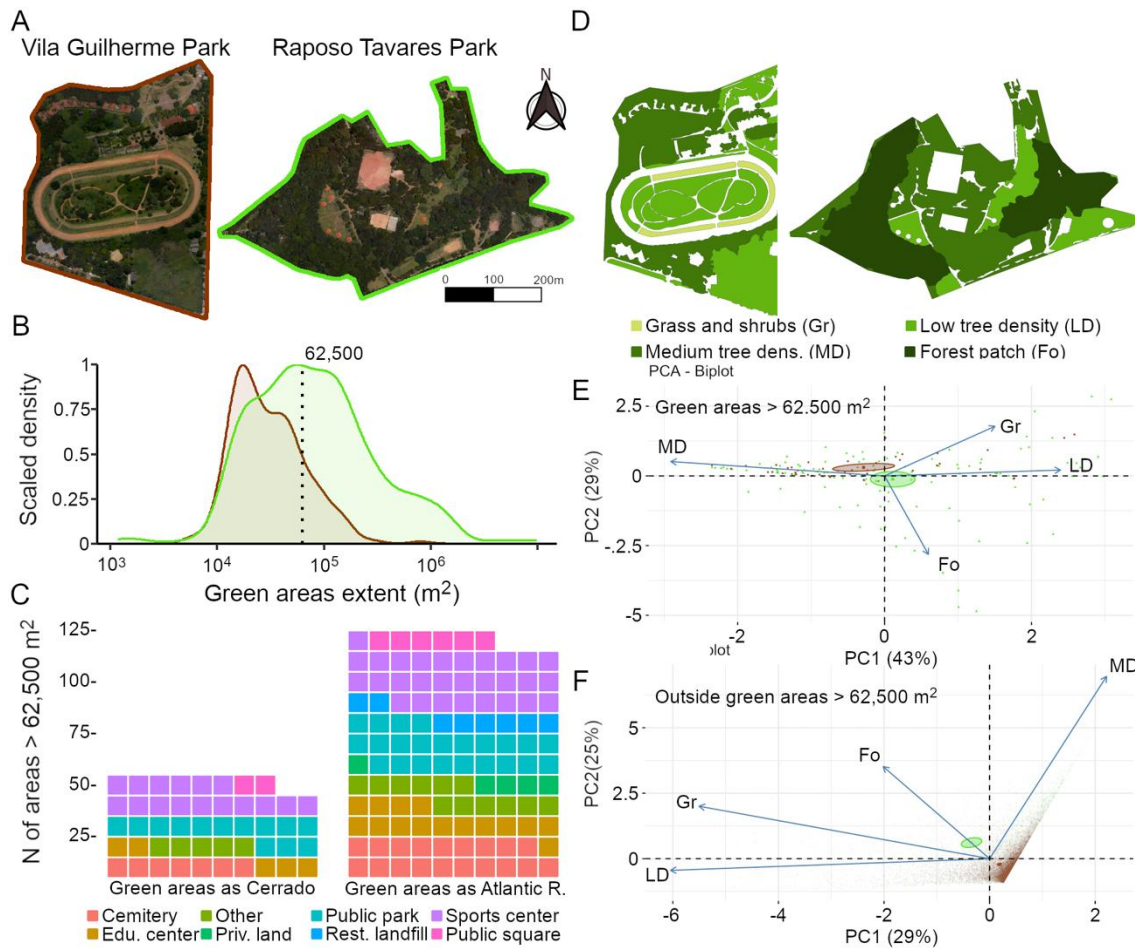 A
Vila Guilherme Park
Raposo Tavares Park
N
0 100 200m
B
62,500
Scaled density
1
0.75
0.5
0.25
0
10³ 10⁴ 10⁵ 10⁶
Green areas extent (m²)
C
N of areas > 62,500 m²
125-
100-
75-
50-
25-
Green areas as Cerrado
Green areas as Atlantic R.
Cemitery Other Public park Sports center
Edu. center Priv. land Rest. landfill Public square
D
Grass and shrubs (Gr) Low tree density (LD)
Medium tree dens. (MD) Forest patch (Fo)
PCA - Biplot
E
Green areas > 62.500 m²
MD
Gr
LD
Fo
PC2 (29%)
2.5
0
-.2.5
-5
-2 0 2
PC1 (43%)
plot
F
Outside green areas > 62,500 m²
MD
Fo
Gr
LD
PC2(25%)
5
2.5
0
-6 -4 -2 0 2
PC1 (29%)